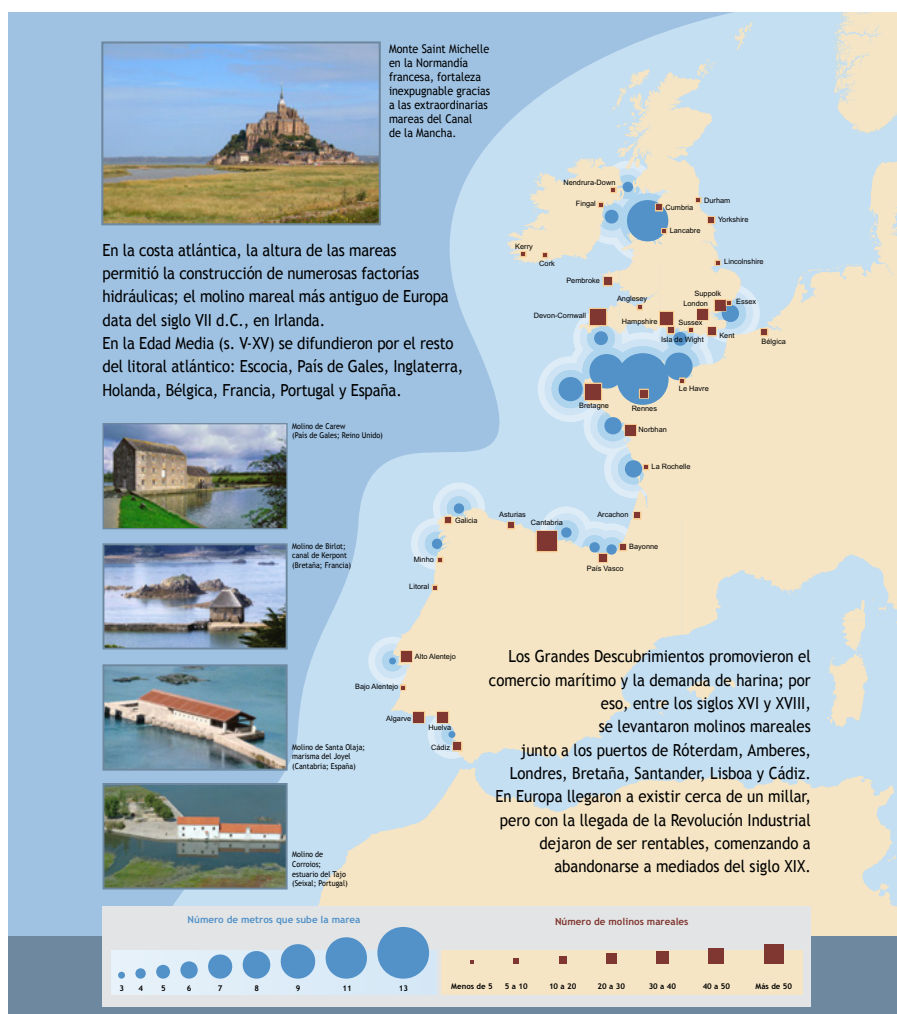 Monte Saint Michelle
en la Normandía
francesa, fortaleza
inexpugnable gracias
a las extraordinarias
mareas del Canal
de la Mancha.
En la costa atlántica, la altura de las mareas
permitió la construcción de numerosas factorías
hidráulicas; el molino mareal más antiguo de Europa
data del siglo VII d.C., en Irlanda.
En la Edad Media (s. V-XV) se difundieron por el resto
del litoral atlántico: Escocia, País de Gales, Inglaterra,
Holanda, Bélgica, Francia, Portugal y España.
Nendrura-Down
Fingal
Cumbria
Durham
Yorkshire
Lancabre
Kerry
Cork
Lincolnshire
Pembroke
Anglesey
Suppolk
London
Essex
Devon-Cornwall
Hampshire
Sussex
Kent
Isla de Wight
Bélgica
Le Havre
Bretagne
Rennes
Norbhan
La Rochelle
Arcachon
Bayonne
País Vasco
Cantabria
Asturias
Galicia
Minho
Litoral
Alto Alentejo
Bajo Alentejo
Algarve
Huelva
Cádiz
Molino de Carew
(País de Gales; Reino Unido)
Molino de Birlot;
canal de Kerpont
(Bretaña; Francia)
Molino de Santa Olaja;
marisma del Joyel
(Cantabria; España)
Molino de
Corroios;
estuario del Tajo
(Seixal; Portugal)
Los Grandes Descubrimientos promovieron el
comercio marítimo y la demanda de harina; por
eso, entre los siglos XVI y XVIII,
se levantaron molinos mareales
junto a los puertos de Róterdam, Amberes,
Londres, Bretaña, Santander, Lisboa y Cádiz.
En Europa llegaron a existir cerca de un millar,
pero con la llegada de la Revolución Industrial
dejaron de ser rentables, comenzando a
abandonarse a mediados del siglo XIX.
Número de metros que sube la marea
3 4 5 6 7 8 9 11 13
Número de molinos mareales
Menos de 5 5 a 10 10 a 20 20 a 30 30 a 40 40 a 50 Más de 50